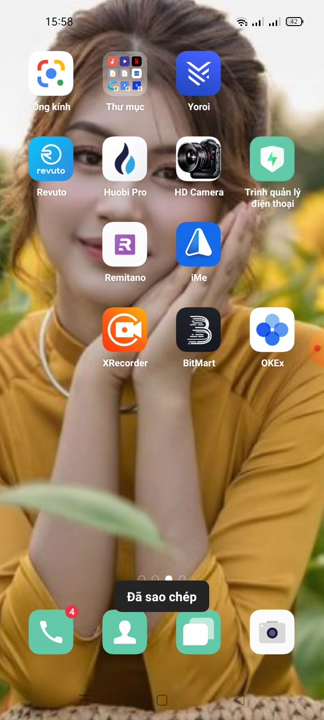 15:58
42
Ống kính
Thư mục
Yoroi
revuto
Revuto
Huobi Pro
HD Camera
Trình quản lý
điện thoại
Remitano
iMe
XRecorder
BitMart
OKEx
Đã sao chép
4